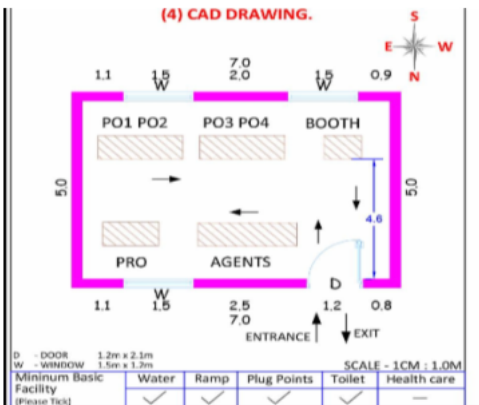 (4) CAD DRAWING.
S
E W
N
7.0
1.1 1.5 2.0 1.5 0.9
W W
PO1 PO2 PO3 PO4 BOOTH
5.0 5.0
4.6
PRO AGENTS
D
W
1.1 1.5 2.5 1.2 0.8
7.0
ENTRANCE EXIT
D - DOOR 1.2m x 2.1m
W - WINDOW 1.5m x 1.2m
SCALE - 1CM : 1.0M
Mininum Basic Water Ramp Plug Points Toilet Health care
Facility
[Please Tick]